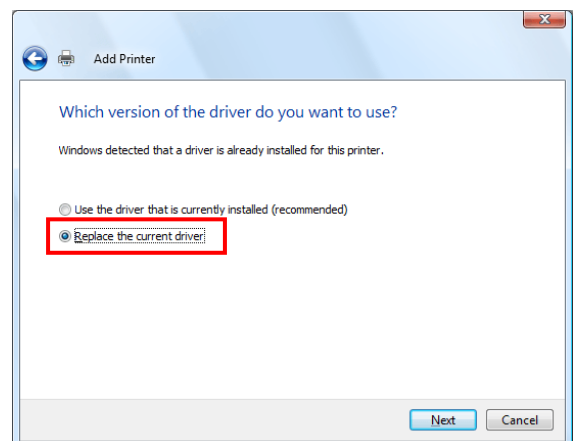 Add Printer
Which version of the driver do you want to use?
Windows detected that a driver is already installed for this printer.
Use the driver that is currently installed (recommended)
Replace the current driver
Next Cancel